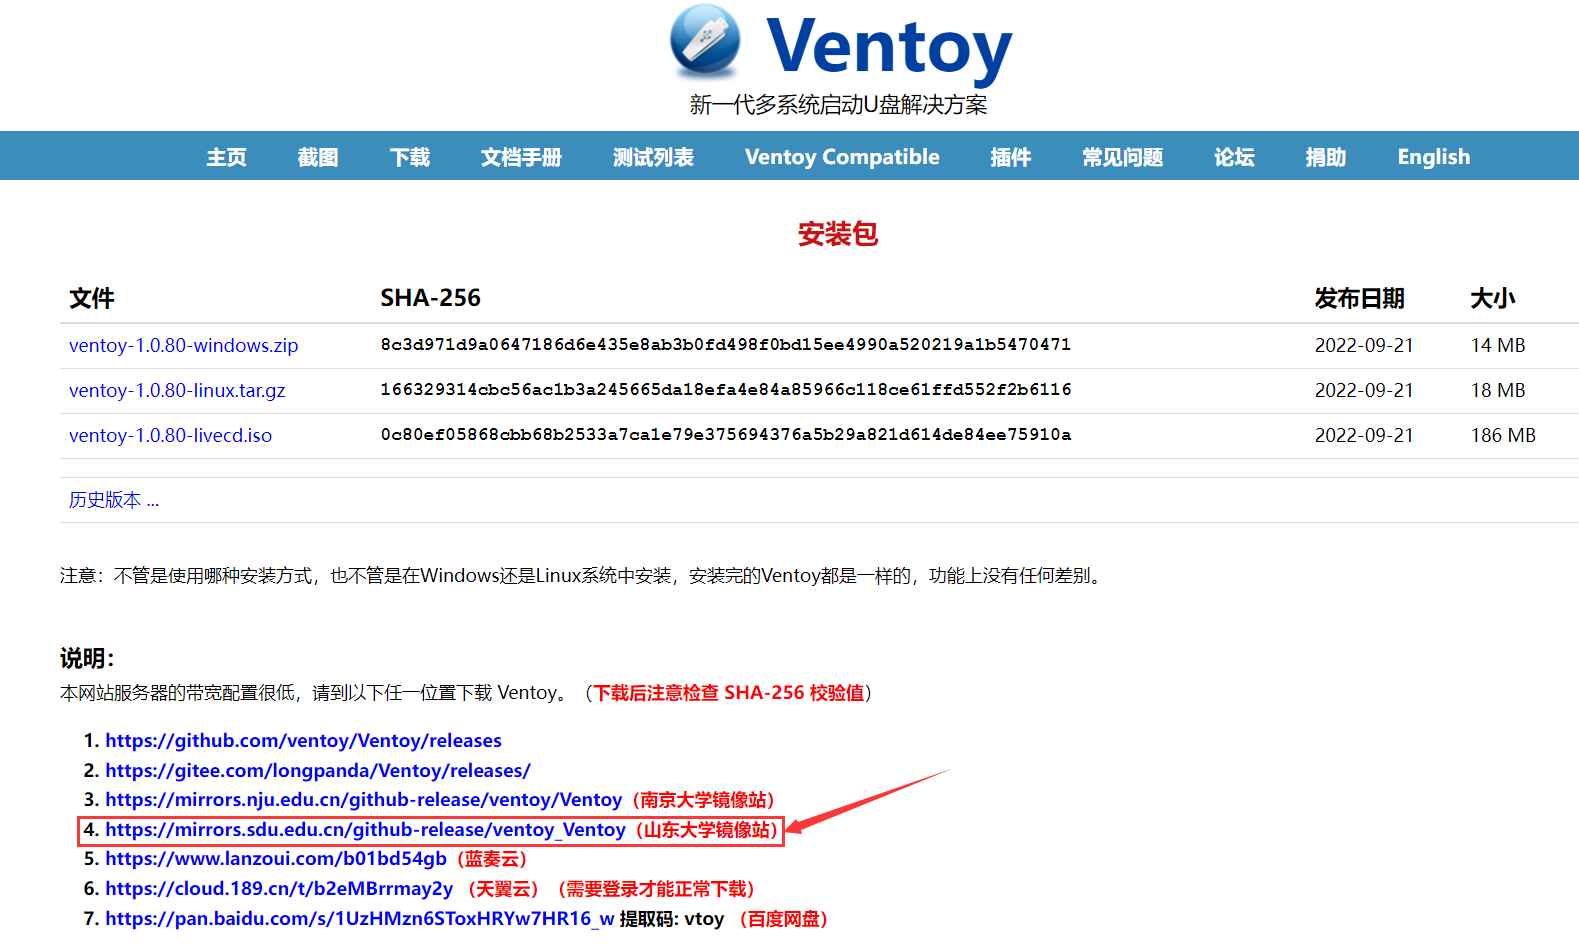 Ventoy
新一代多系统启动U盘解决方案
主页 截图 下载 文档手册 测试列表 Ventoy Compatible 插件 常见问题 论坛 捐助 English
安装包
文件 SHA-256 发布日期 大小
ventoy-1.0.80-windows.zip 8c3d971d9a0647186d6e435e8ab3b0fd498f0bd15ee4990a520219a1b5470471 2022-09-21 14 MB
ventoy-1.0.80-linux.tar.gz 166329314cbc56ac1b3a245665da18efa4e84a85966c118ce61ffd552f2b6116 2022-09-21 18 MB
ventoy-1.0.80-livecd.iso 0c80ef05868cbb68b2533a7ca1e79e375694376a5b29a821d614de84ee75910a 2022-09-21 186 MB
历史版本 ...
注意：不管是使用哪种安装方式，也不管是在Windows还是Linux系统中安装，安装完的Ventoy都是一样的，功能上没有任何差别。
说明：
本网站服务器的带宽配置很低，请到以下任一位置下载 Ventoy。（下载后注意检查 SHA-256 校验值）
1. https://github.com/ventoy/Ventoy/releases
2. https://gitee.com/longpanda/Ventoy/releases/
3. https://mirrors.nju.edu.cn/github-release/ventoy/Ventoy（南京大学镜像站）
4. https://mirrors.sdu.edu.cn/github-release/ventoy_Ventoy（山东大学镜像站）
5. https://www.lanzoui.com/b01bd54gb（蓝奏云）
6. https://cloud.189.cn/t/b2eMBrrmay2y （天翼云）（需要登录才能正常下载）
7. https://pan.baidu.com/s/1UzHMzn6SToxHRYw7HR16_w 提取码: vtoy （百度网盘）